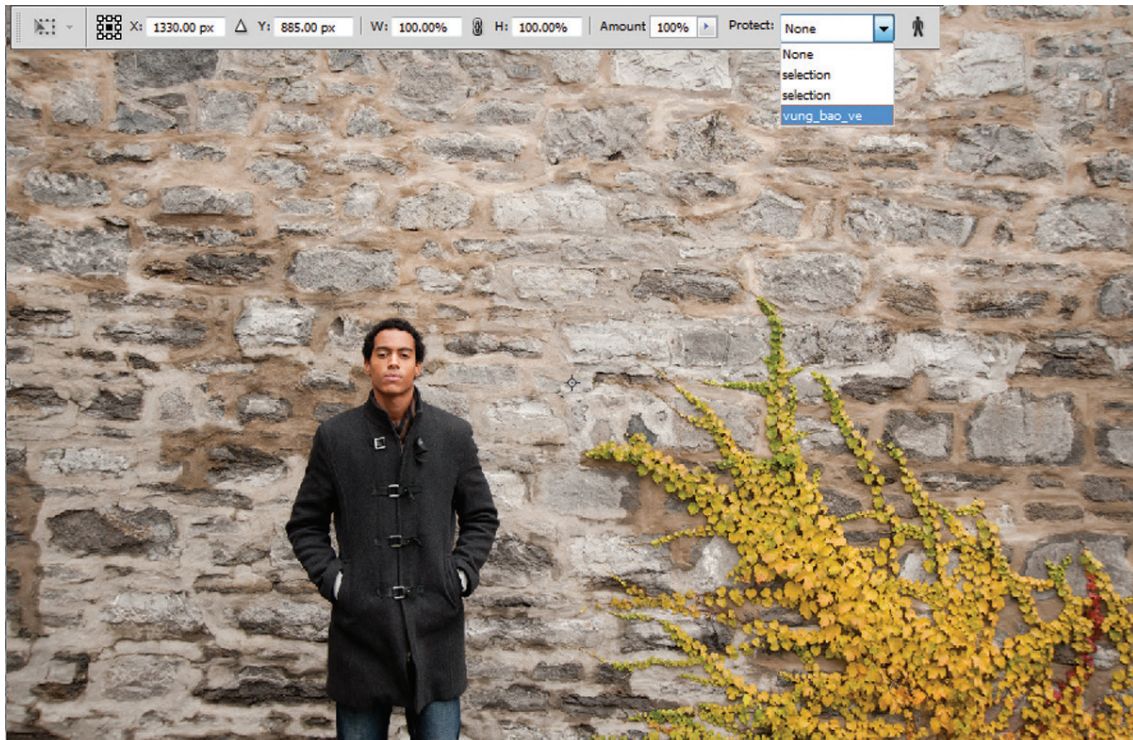 X: 1330.00 px Y: 885.00 px W: 100.00% H: 100.00% Amount 100% Protect: None
None
selection
selection
vung_bao_ve